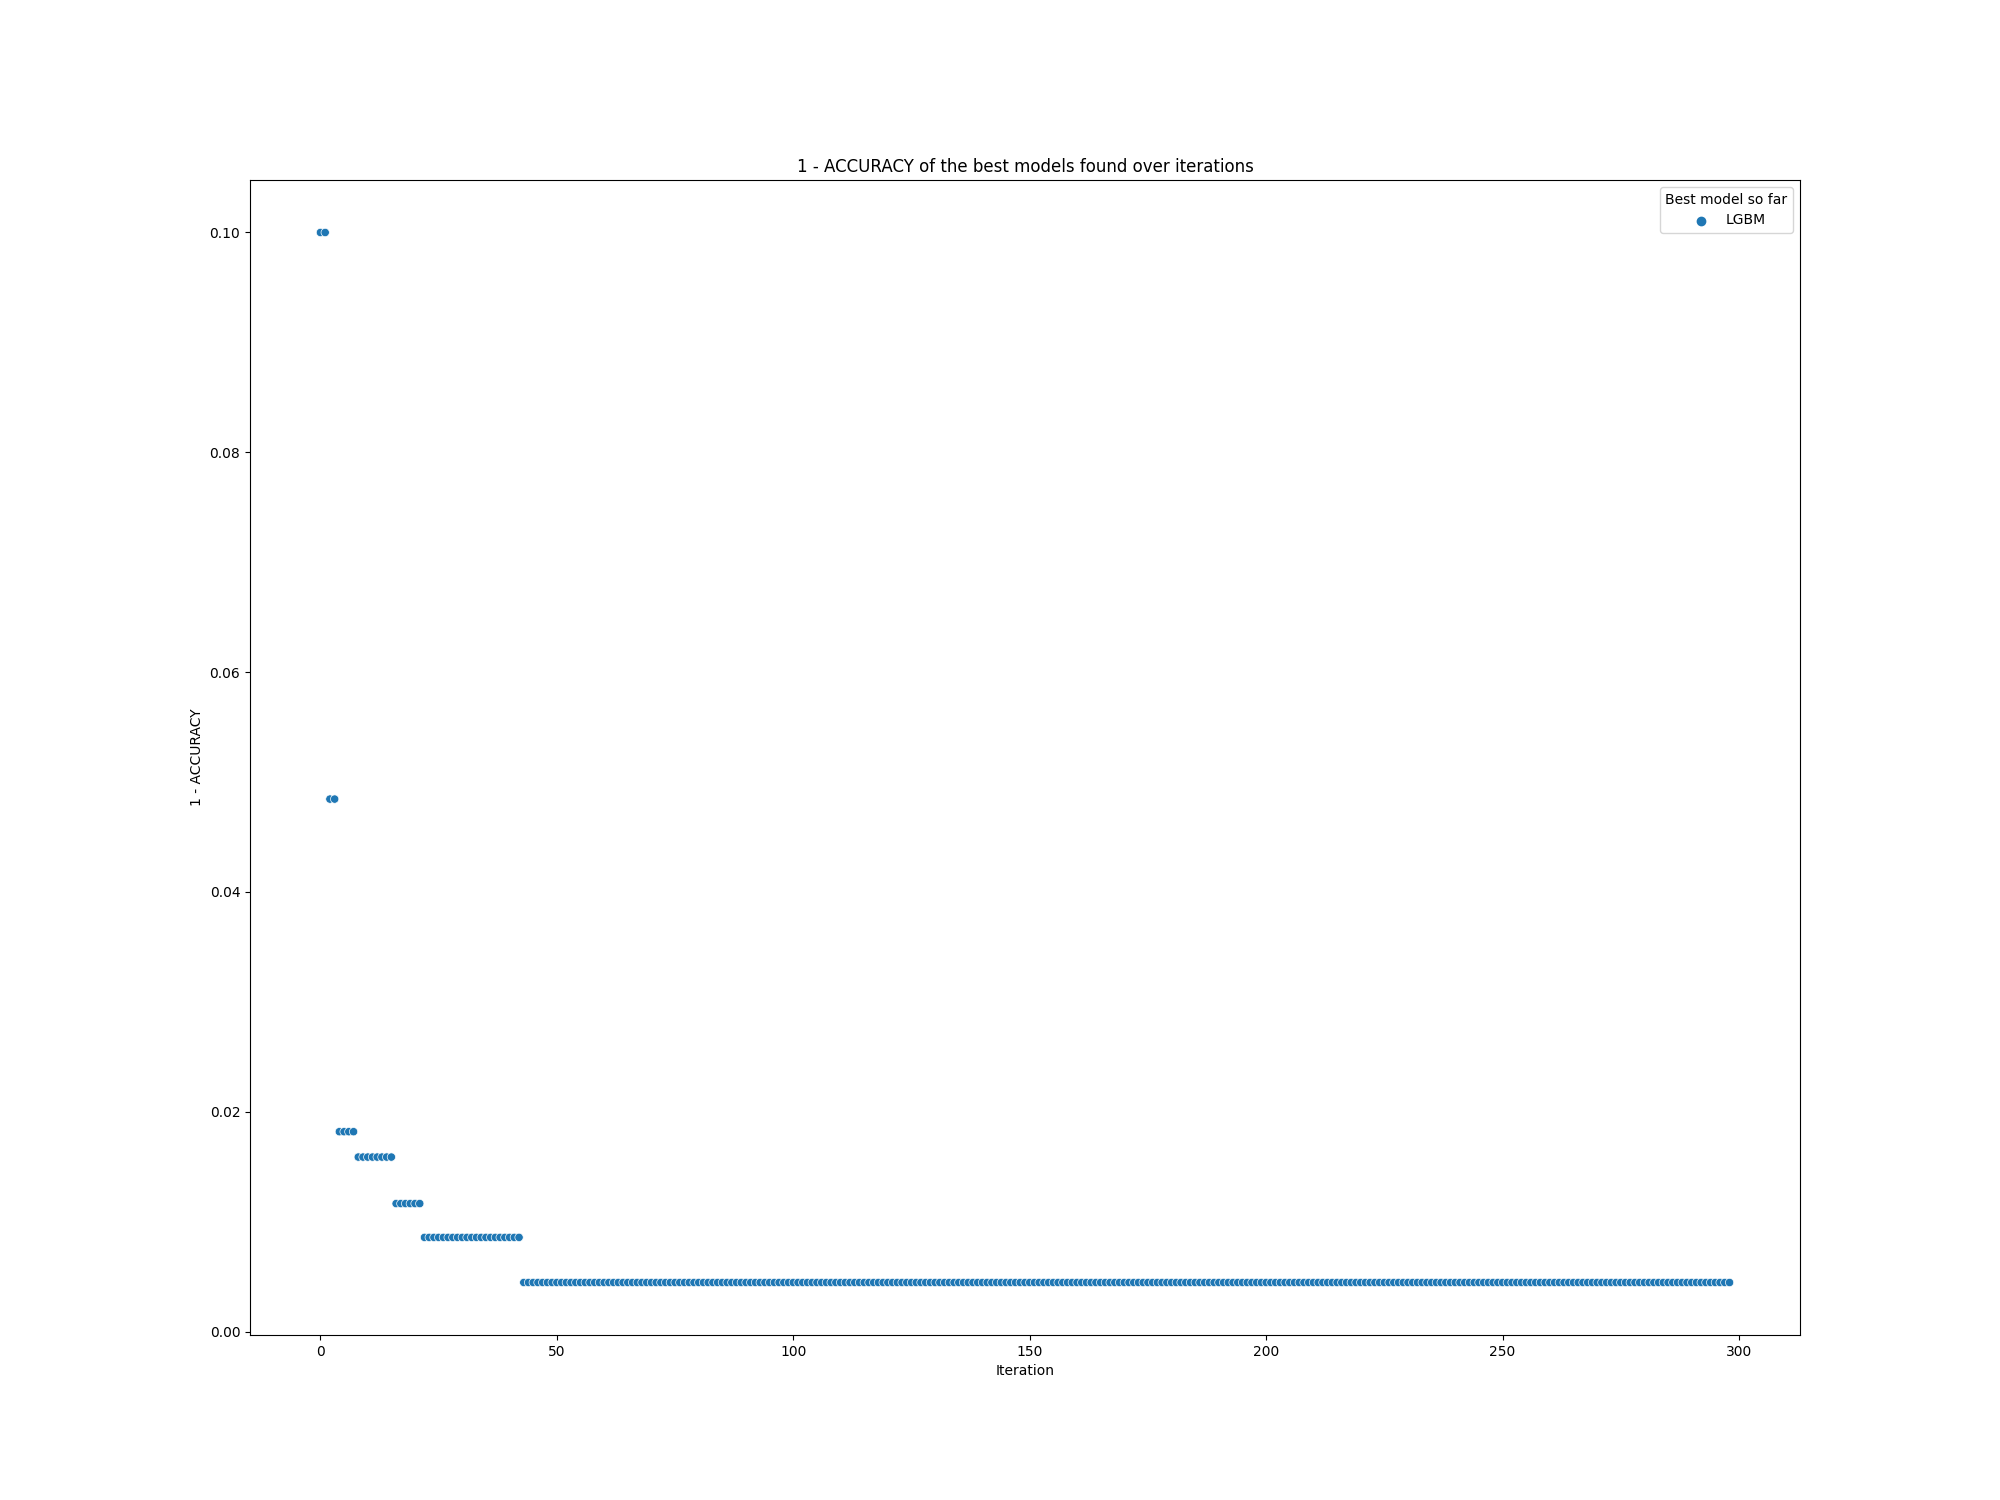 1 - ACCURACY of the best models found over iterations
Best model so far
LGBM
0.10
0.08
0.06
0.04
0.02
0.00
1 - ACCURACY
0 50 100 150 200 250 300
Iteration